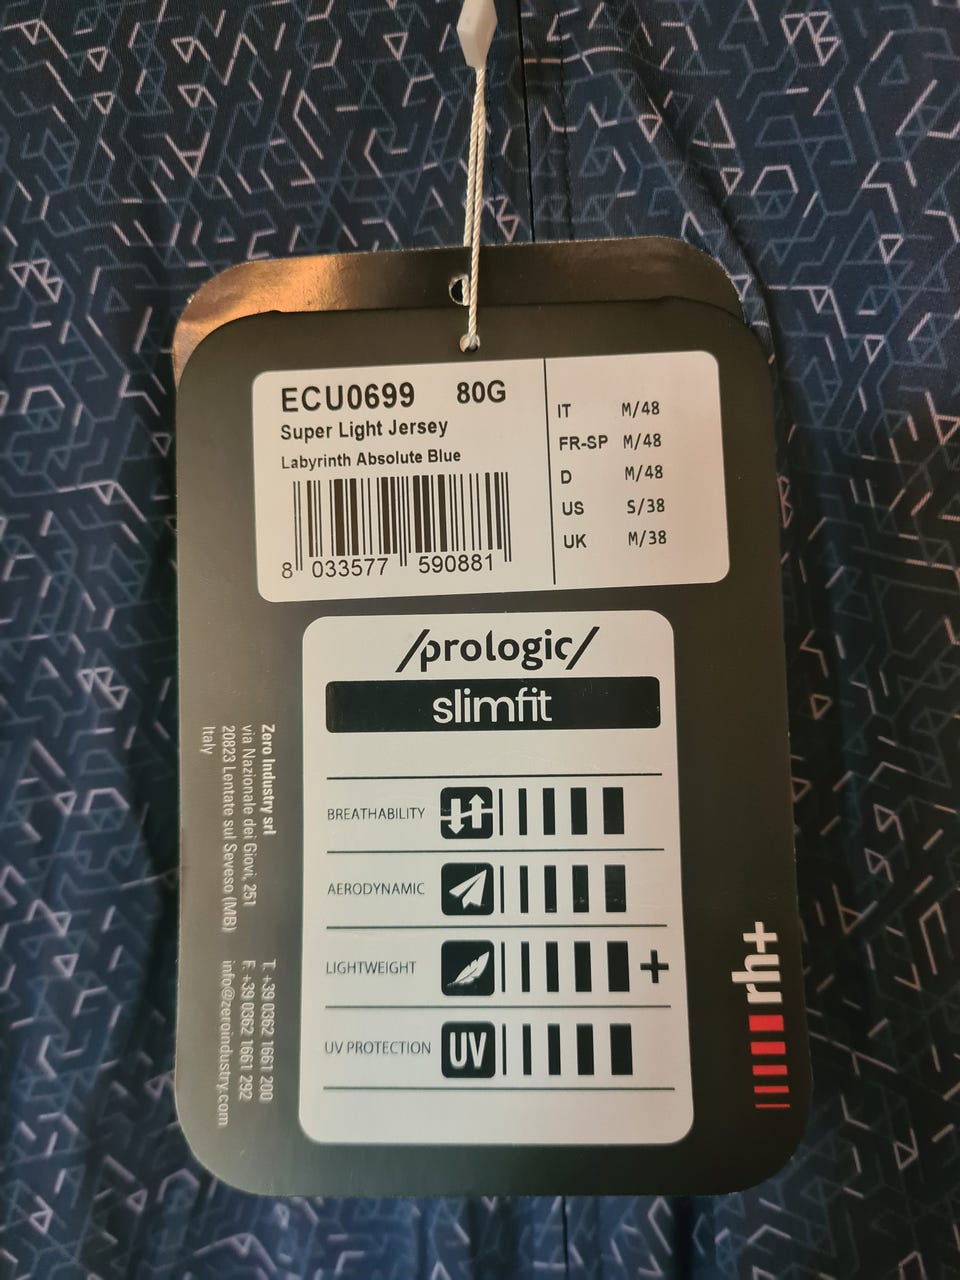 ECU0699 80G
Super Light Jersey
Labyrinth Absolute Blue
8 033577 590881
IT M/48
FR-SP M/48
D M/48
US S/38
UK M/38
/prologic/
slimfit
BREATHABILITY
AERODYNAMIC
LIGHTWEIGHT +
UV PROTECTION UV
Zero Industry srl
via Nazionale dei Giovi, 251
20823 Lentate sul Seveso (MB)
Italy
T. +39 0362 1661 200
F. +39 0362 1661 292
info@zeroindustry.com
rh+